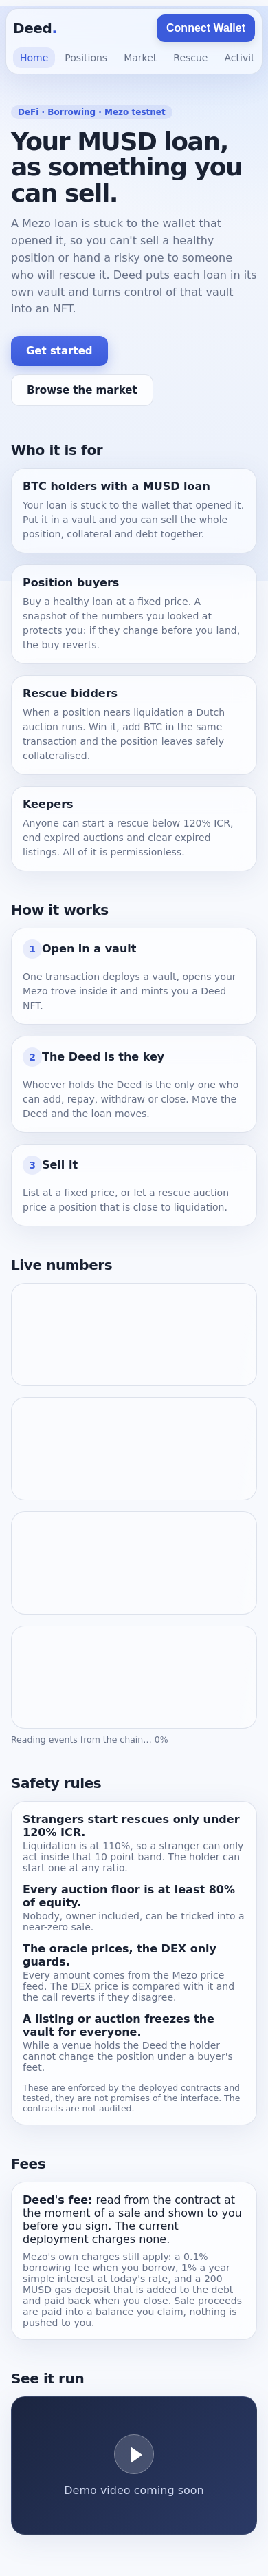 Deed.
Connect Wallet
Home Positions Market Rescue Activit
DeFi · Borrowing · Mezo testnet
Your MUSD loan,
as something you
can sell.
A Mezo loan is stuck to the wallet that
opened it, so you can't sell a healthy
position or hand a risky one to someone
who will rescue it. Deed puts each loan in its
own vault and turns control of that vault
into an NFT.
Get started
Browse the market
Who it is for
BTC holders with a MUSD loan
Your loan is stuck to the wallet that opened it.
Put it in a vault and you can sell the whole
position, collateral and debt together.
Position buyers
Buy a healthy loan at a fixed price. A
snapshot of the numbers you looked at
protects you: if they change before you land,
the buy reverts.
Rescue bidders
When a position nears liquidation a Dutch
auction runs. Win it, add BTC in the same
transaction and the position leaves safely
collateralised.
Keepers
Anyone can start a rescue below 120% ICR,
end expired auctions and clear expired
listings. All of it is permissionless.
How it works
1 Open in a vault
One transaction deploys a vault, opens your
Mezo trove inside it and mints you a Deed
NFT.
2 The Deed is the key
Whoever holds the Deed is the only one who
can add, repay, withdraw or close. Move the
Deed and the loan moves.
3 Sell it
List at a fixed price, or let a rescue auction
price a position that is close to liquidation.
Live numbers
Reading events from the chain… 0%
Safety rules
Strangers start rescues only under
120% ICR.
Liquidation is at 110%, so a stranger can only
act inside that 10 point band. The holder can
start one at any ratio.
Every auction floor is at least 80%
of equity.
Nobody, owner included, can be tricked into a
near-zero sale.
The oracle prices, the DEX only
guards.
Every amount comes from the Mezo price
feed. The DEX price is compared with it and
the call reverts if they disagree.
A listing or auction freezes the
vault for everyone.
While a venue holds the Deed the holder
cannot change the position under a buyer's
feet.
These are enforced by the deployed contracts and
tested, they are not promises of the interface. The
contracts are not audited.
Fees
Deed's fee: read from the contract at
the moment of a sale and shown to you
before you sign. The current
deployment charges none.
Mezo's own charges still apply: a 0.1%
borrowing fee when you borrow, 1% a year
simple interest at today's rate, and a 200
MUSD gas deposit that is added to the debt
and paid back when you close. Sale proceeds
are paid into a balance you claim, nothing is
pushed to you.
See it run
Demo video coming soon